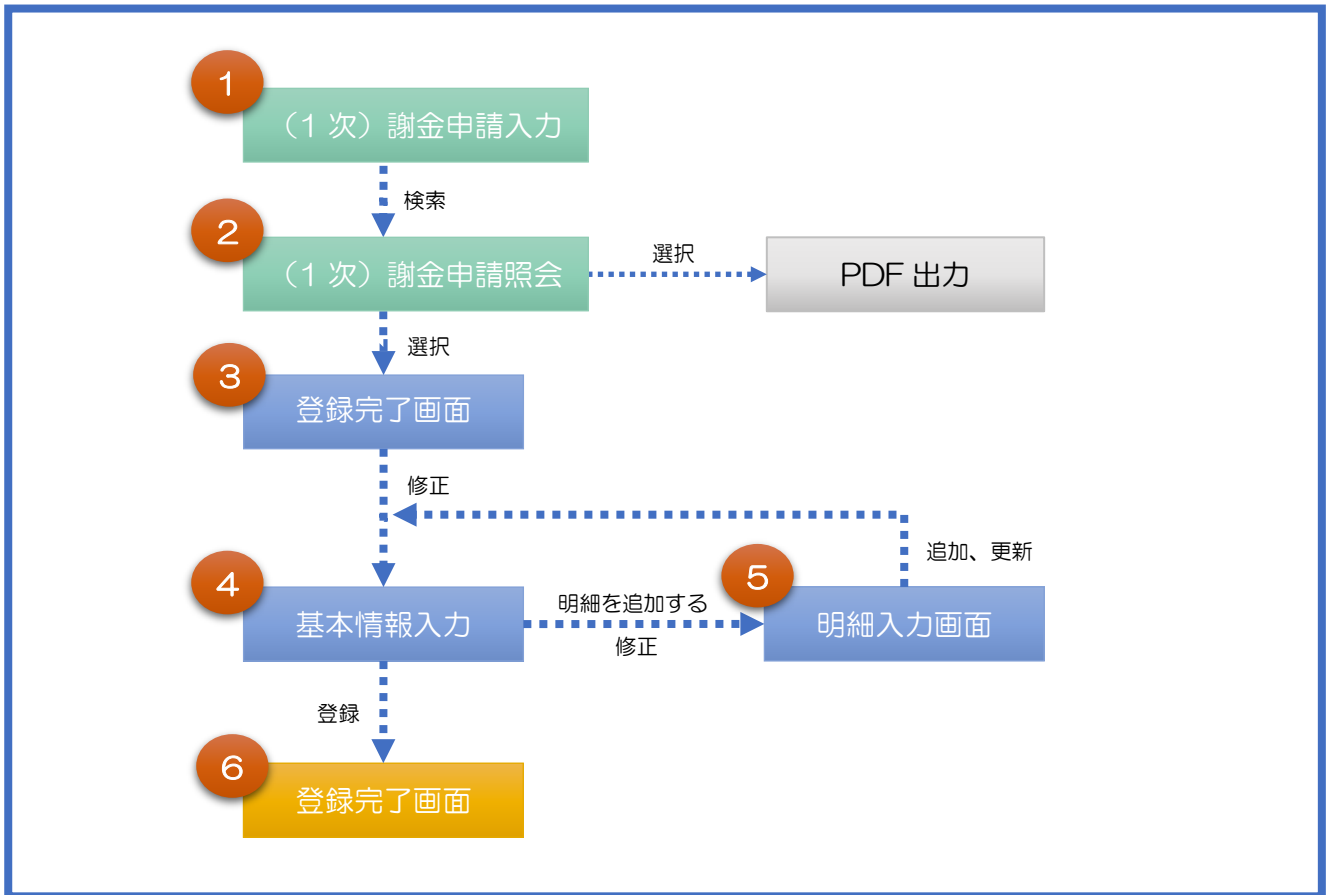 1
(1 次)謝金申請入力
検索
2
(1 次)謝金申請照会
選択
PDF 出力
選択
3
登録完了画面
修正
追加、更新
4
基本情報入力
明細を追加する
修正
5
明細入力画面
登録
6
登録完了画面